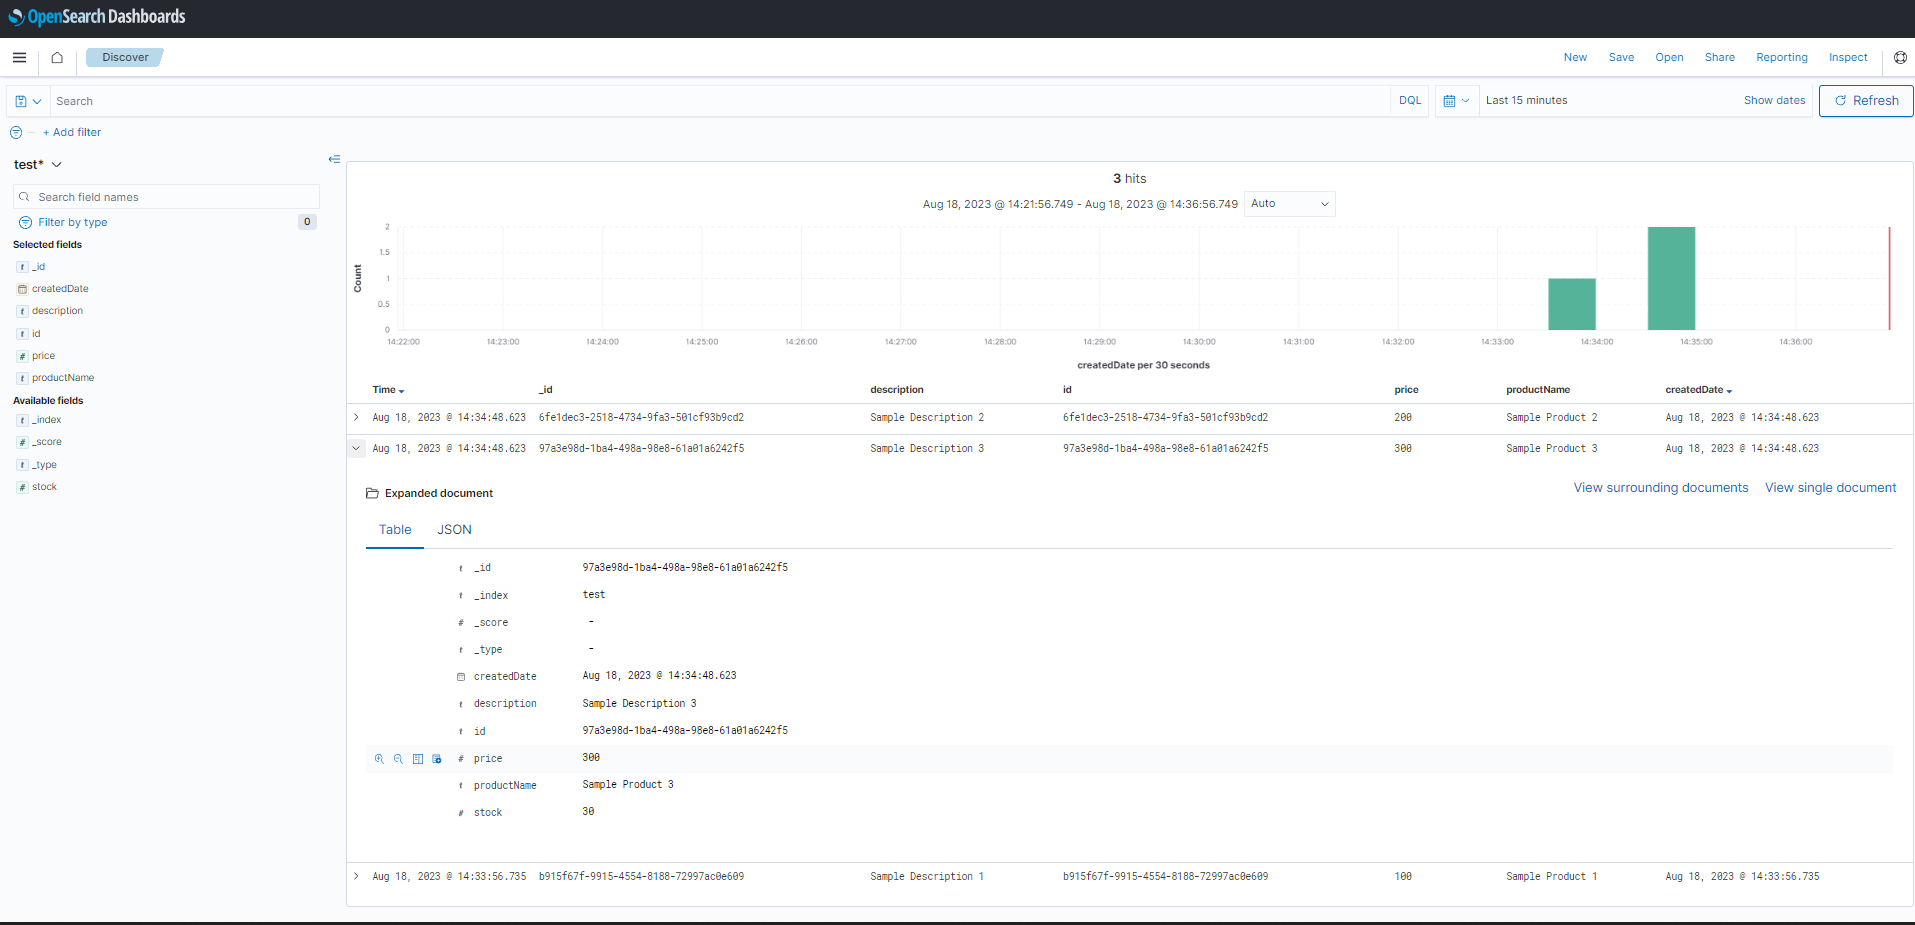 OpenSearch Dashboards
Discover
New Save Open Share Reporting Inspect
Search DQL Last 15 minutes Show dates Refresh
+ Add filter
test*
Search field names
Filter by type 0
Selected fields
t _id
createdDate
t description
t id
# price
t productName
Available fields
t _index
# _score
t _type
# stock
3 hits
Aug 18, 2023 @ 14:21:56.749 - Aug 18, 2023 @ 14:36:56.749 Auto
Count
2
1.5
1
0.5
0
14:22:00 14:23:00 14:24:00 14:25:00 14:26:00 14:27:00 14:28:00 14:29:00 14:30:00 14:31:00 14:32:00 14:33:00 14:34:00 14:35:00 14:36:00
createdDate per 30 seconds
Time _id description id price productName createdDate
Aug 18, 2023 @ 14:34:48.623 6fe1dec3-2518-4734-9fa3-501cf93b9cd2 Sample Description 2 6fe1dec3-2518-4734-9fa3-501cf93b9cd2 200 Sample Product 2 Aug 18, 2023 @ 14:34:48.623
Aug 18, 2023 @ 14:34:48.623 97a3e98d-1ba4-498a-98e8-61a01a6242f5 Sample Description 3 97a3e98d-1ba4-498a-98e8-61a01a6242f5 300 Sample Product 3 Aug 18, 2023 @ 14:34:48.623
Expanded document View surrounding documents View single document
Table JSON
t _id 97a3e98d-1ba4-498a-98e8-61a01a6242f5
t _index test
# _score -
t _type -
createdDate Aug 18, 2023 @ 14:34:48.623
t description Sample Description 3
t id 97a3e98d-1ba4-498a-98e8-61a01a6242f5
# price 300
t productName Sample Product 3
# stock 30
Aug 18, 2023 @ 14:33:56.735 b915f67f-9915-4554-8188-72997ac0e609 Sample Description 1 b915f67f-9915-4554-8188-72997ac0e609 100 Sample Product 1 Aug 18, 2023 @ 14:33:56.735